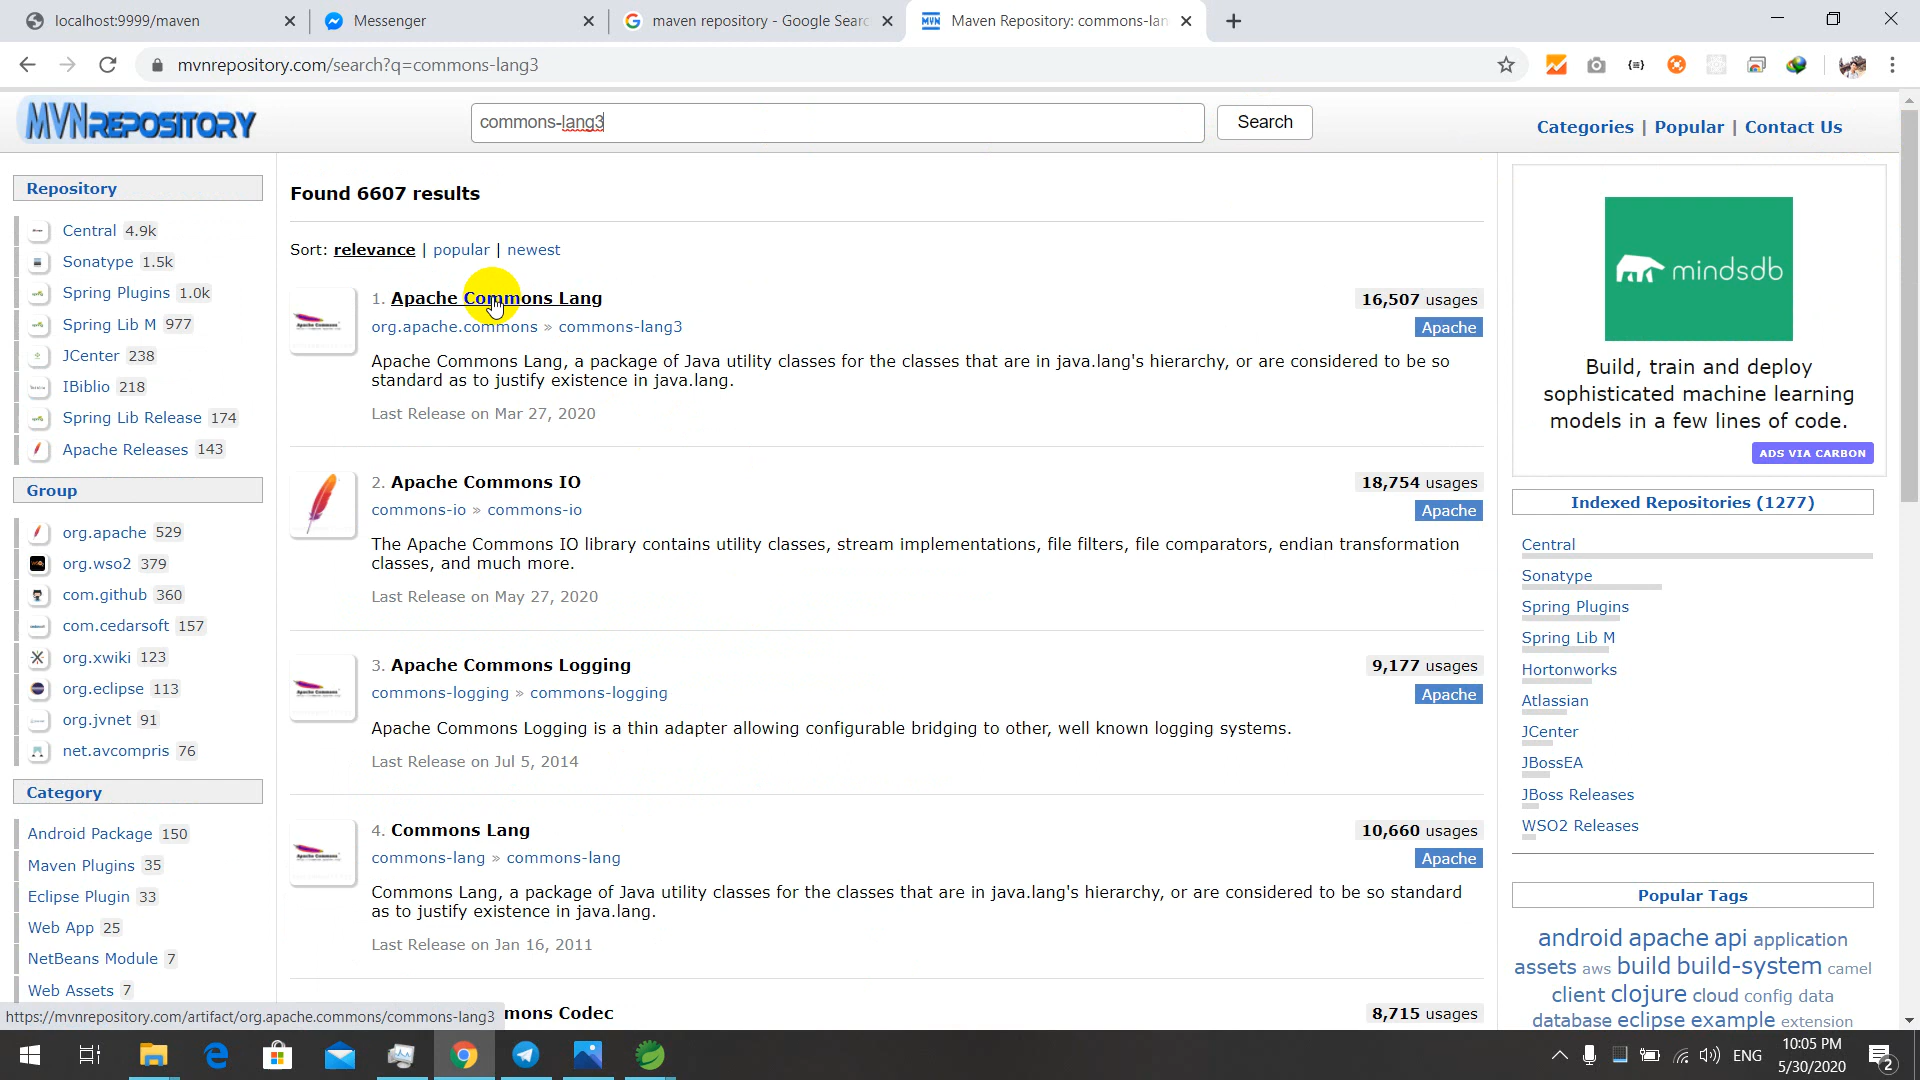 localhost:9999/maven
Messenger
maven repository - Google Searc
Maven Repository: commons-lan
mvnrepository.com/search?q=commons-lang3
MVNREPOSITORY
commons-lang3
Search
Categories | Popular | Contact Us
Repository
Central 4.9k
Sonatype 1.5k
Spring Plugins 1.0k
Spring Lib M 977
JCenter 238
IBiblio 218
Spring Lib Release 174
Apache Releases 143
Group
org.apache 529
org.wso2 379
com.github 360
com.cedarsoft 157
org.xwiki 123
org.eclipse 113
org.jvnet 91
net.avcompris 76
Category
Android Package 150
Maven Plugins 35
Eclipse Plugin 33
Web App 25
NetBeans Module 7
Web Assets 7
Found 6607 results
Sort: relevance | popular | newest
1. Apache Commons Lang
16,507 usages
org.apache.commons » commons-lang3
Apache
Apache Commons Lang, a package of Java utility classes for the classes that are in java.lang's hierarchy, or are considered to be so
standard as to justify existence in java.lang.
Last Release on Mar 27, 2020
2. Apache Commons IO
18,754 usages
commons-io » commons-io
Apache
The Apache Commons IO library contains utility classes, stream implementations, file filters, file comparators, endian transformation
classes, and much more.
Last Release on May 27, 2020
3. Apache Commons Logging
9,177 usages
commons-logging » commons-logging
Apache
Apache Commons Logging is a thin adapter allowing configurable bridging to other, well known logging systems.
Last Release on Jul 5, 2014
4. Commons Lang
10,660 usages
commons-lang » commons-lang
Apache
Commons Lang, a package of Java utility classes for the classes that are in java.lang's hierarchy, or are considered to be so standard
as to justify existence in java.lang.
Last Release on Jan 16, 2011
mons Codec
8,715 usages
mindsdb
Build, train and deploy
sophisticated machine learning
models in a few lines of code.
ADS VIA CARBON
Indexed Repositories (1277)
Central
Sonatype
Spring Plugins
Spring Lib M
Hortonworks
Atlassian
JCenter
JBossEA
JBoss Releases
WSO2 Releases
Popular Tags
android apache api application
assets aws build build-system camel
client clojure cloud config data
database eclipse example extension
https://mvnrepository.com/artifact/org.apache.commons/commons-lang3
ENG
10:05 PM
5/30/2020
2